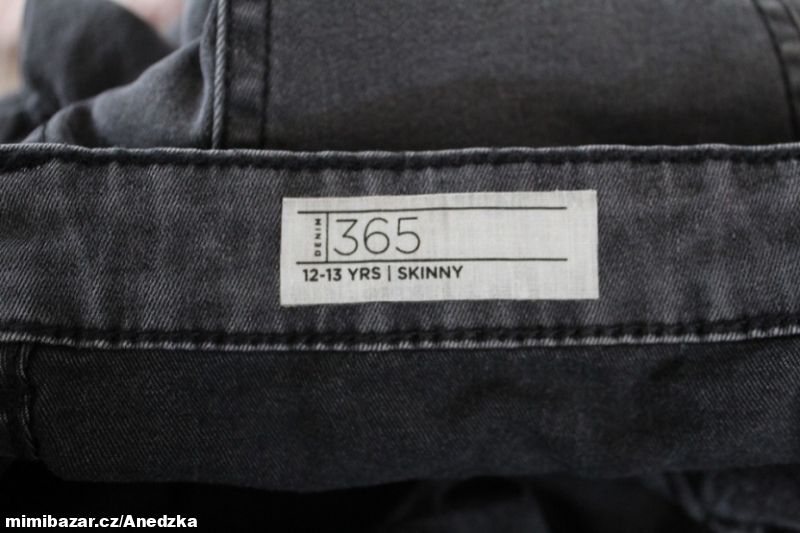 DENIM
365
12-13 YRS | SKINNY
mimibazar.cz/Anedzka